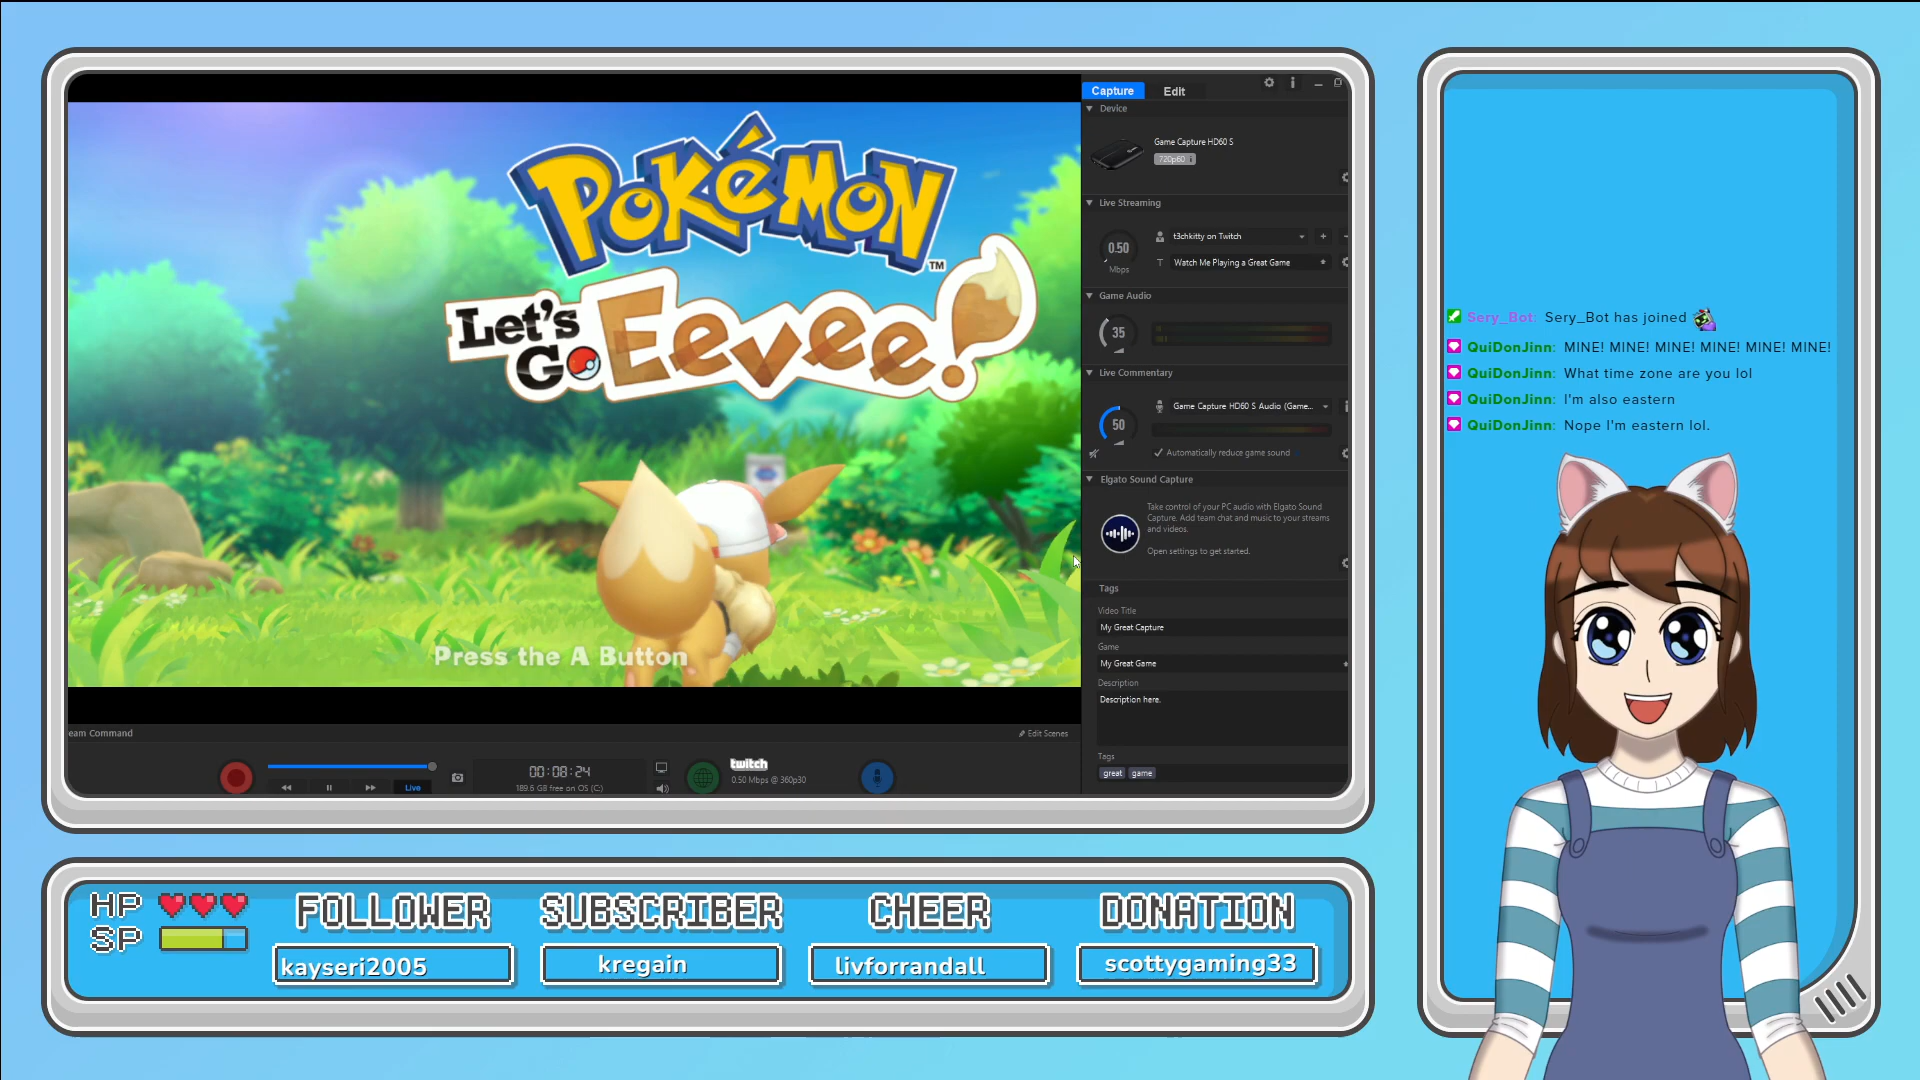 POKéMON
TM
Let's
GO Eevee!
Press the A Button
Capture
Edit
Device
Game Capture HD60 S
720p60
Live Streaming
0.50
Mbps
t3chkitty on Twitch
T Watch Me Playing a Great Game
Game Audio
35
Live Commentary
50
Game Capture HD60 S Audio (Game...
Automatically reduce game sound
Elgato Sound Capture
Take control of your PC audio with Elgato Sound
Capture. Add team chat and music to your streams
and videos.
Open settings to get started.
Tags
Video Title
My Great Capture
Game
My Great Game
Description
Description here.
Tags
great game
eam Command
Edit Scenes
00:08:24
189.6 GB free on OS (C:)
Live
twitch
0.50 Mbps @ 360p30
Sery_Bot: Sery_Bot has joined
QuiDonJinn: MINE! MINE! MINE! MINE! MINE! MINE!
QuiDonJinn: What time zone are you lol
QuiDonJinn: I'm also eastern
QuiDonJinn: Nope I'm eastern lol.
HP
SP
FOLLOWER
kayseri2005
SUBSCRIBER
kregain
CHEER
livforrandall
DONATION
scottygaming33